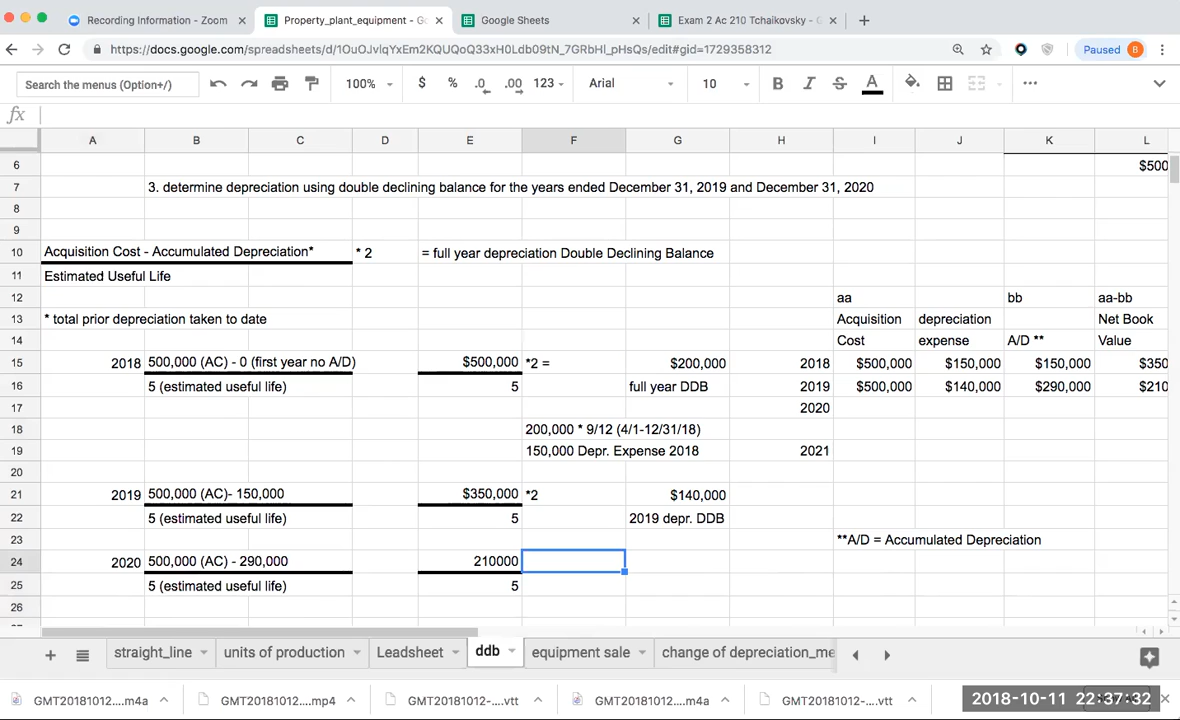 Recording Information - Zoom
Property_plant_equipment - Go
Google Sheets
Exam 2 Ac 210 Tchaikovsky - G
https://docs.google.com/spreadsheets/d/1OuOJvlqYxEm2KQUQoQ33xH0Ldb09tN_7GRbHl_pHsQs/edit#gid=1729358312
Paused B
Search the menus (Option+/) 100% $ % .0 .00 123 Arial 10 B I S A
fx
A B C D E F G H I J K L
6 $500
7 3. determine depreciation using double declining balance for the years ended December 31, 2019 and December 31, 2020
8
9
10 Acquisition Cost - Accumulated Depreciation* * 2 = full year depreciation Double Declining Balance
11 Estimated Useful Life
12 aa bb aa-bb
13 * total prior depreciation taken to date Acquisition depreciation Net Book
14 Cost expense A/D ** Value
15 2018 500,000 (AC) - 0 (first year no A/D) $500,000 *2 = $200,000 2018 $500,000 $150,000 $150,000 $350
16 5 (estimated useful life) 5 full year DDB 2019 $500,000 $140,000 $290,000 $210
17 2020
18 200,000 * 9/12 (4/1-12/31/18)
19 150,000 Depr. Expense 2018 2021
20
21 2019 500,000 (AC)- 150,000 $350,000 *2 $140,000
22 5 (estimated useful life) 5 2019 depr. DDB
23 **A/D = Accumulated Depreciation
24 2020 500,000 (AC) - 290,000 210000
25 5 (estimated useful life) 5
26
straight_line units of production Leadsheet ddb equipment sale change of depreciation_me
GMT20181012....m4a GMT20181012....mp4 GMT20181012-....vtt GMT20181012....m4a GMT20181012-....vtt 2018-10-11 22:37:32